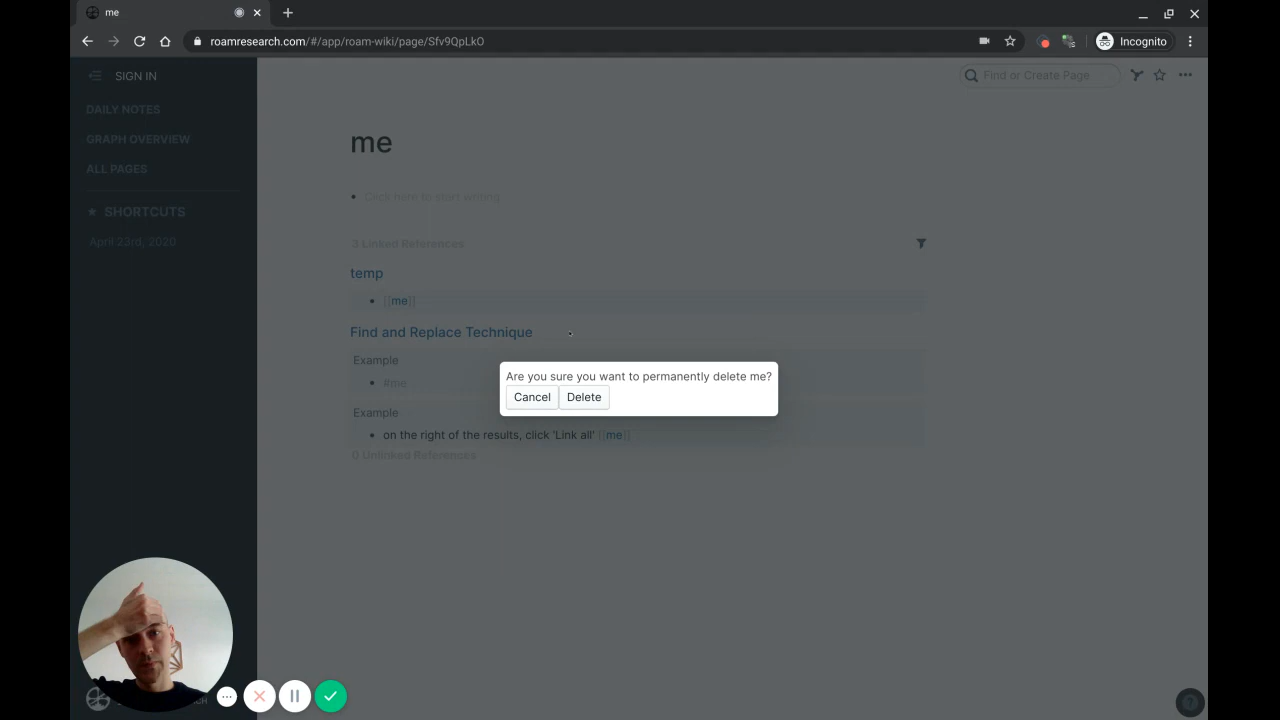 me
roamresearch.com/#/app/roam-wiki/page/Sfv9QpLkO
Incognito
SIGN IN
DAILY NOTES
GRAPH OVERVIEW
ALL PAGES
★ SHORTCUTS
April 23rd, 2020
Find or Create Page
me
Click here to start writing
3 Linked References
temp
[[me]]
Find and Replace Technique
Example
#me
Example
on the right of the results, click 'Link all' [[me]]
0 Unlinked References
Are you sure you want to permanently delete me?
Cancel Delete